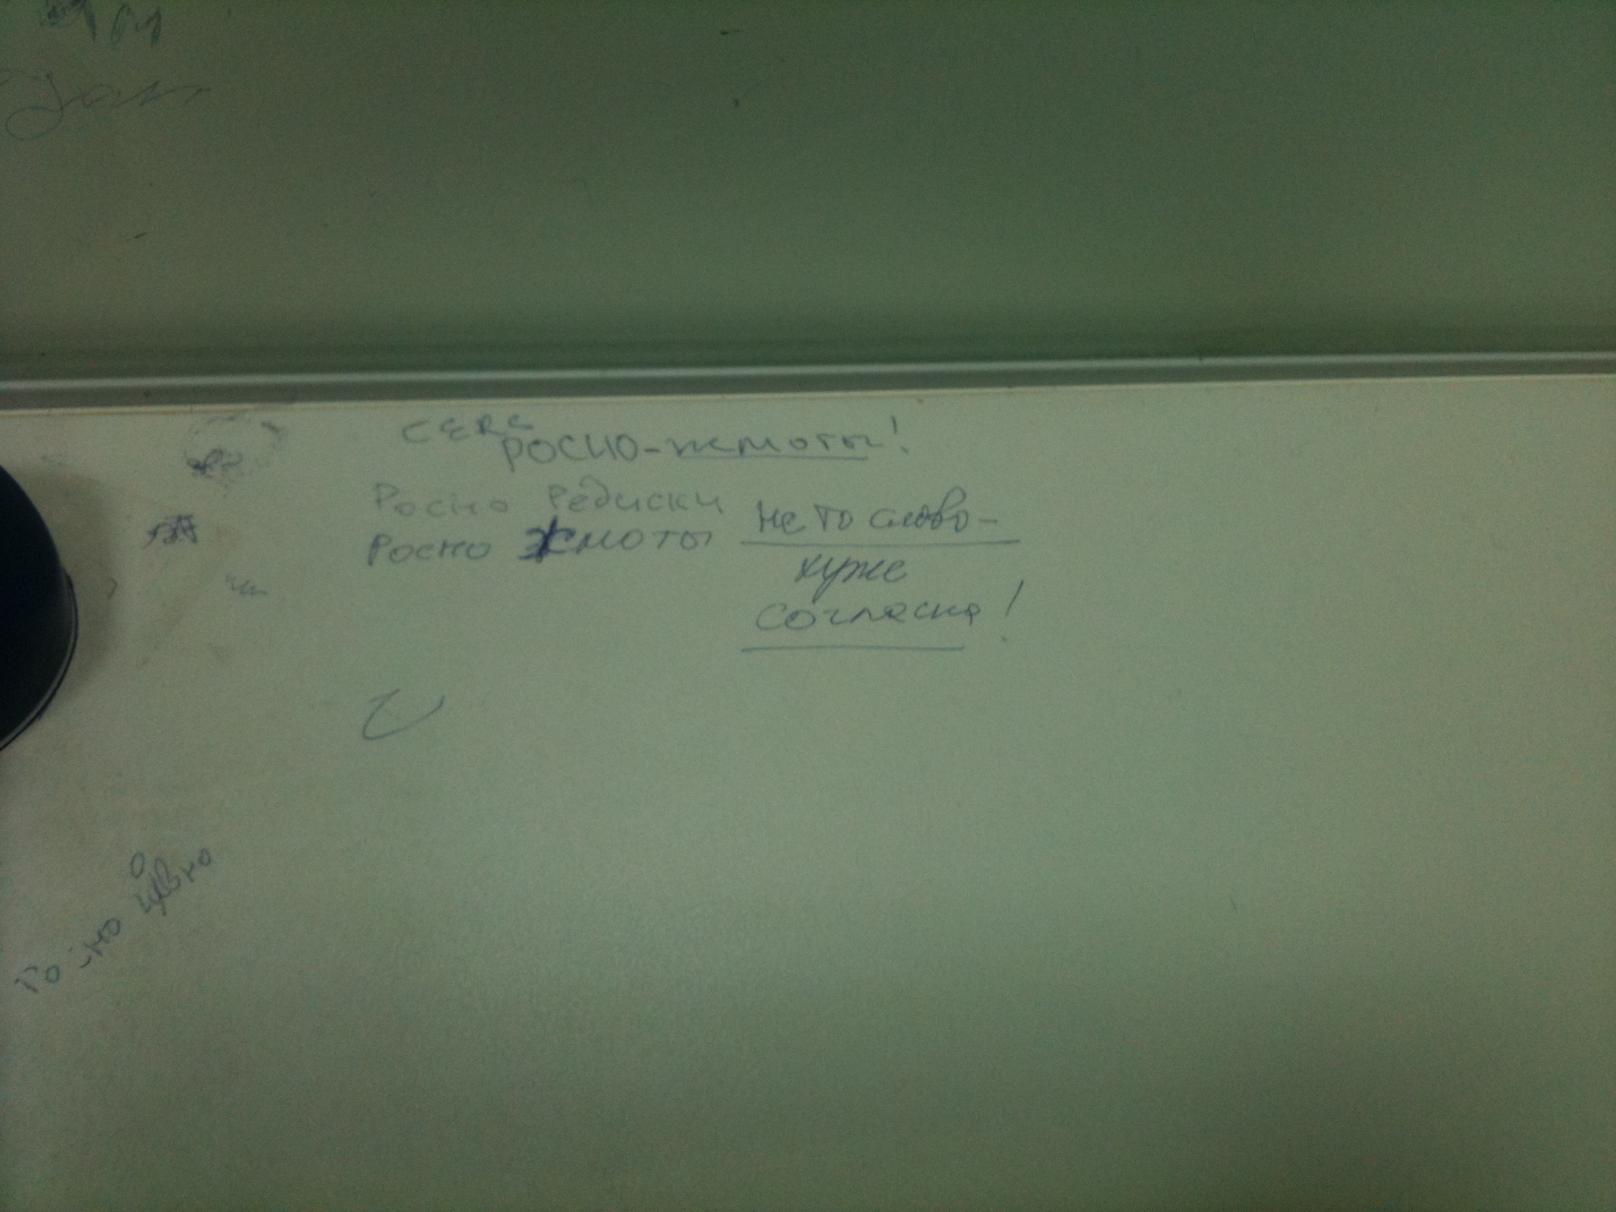 РОСНО-жмоты!
Росно Редиски
Росно Жмоты
не то слово-
хуже
Согласна!